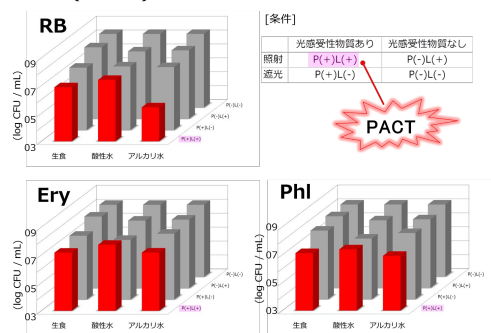 RB
[条件]
光感受性物質あり 光感受性物質なし
照射 P(+)L(+) P(-)L(+)
遮光 P(+)L(-) P(-)L(-)
PACT
(log CFU / mL)
09
07
05
03
生食 酸性水 アルカリ水
P(-)L(-)
P(-)L(+)
P(+)L(-)
P(+)L(+)
Ery
(log CFU / mL)
09
07
05
03
生食 酸性水 アルカリ水
P(-)L(-)
P(-)L(+)
P(+)L(-)
P(+)L(+)
Phl
(log CFU / mL)
09
07
05
03
生食 酸性水 アルカリ水
P(-)L(-)
P(-)L(+)
P(+)L(-)
P(+)L(+)